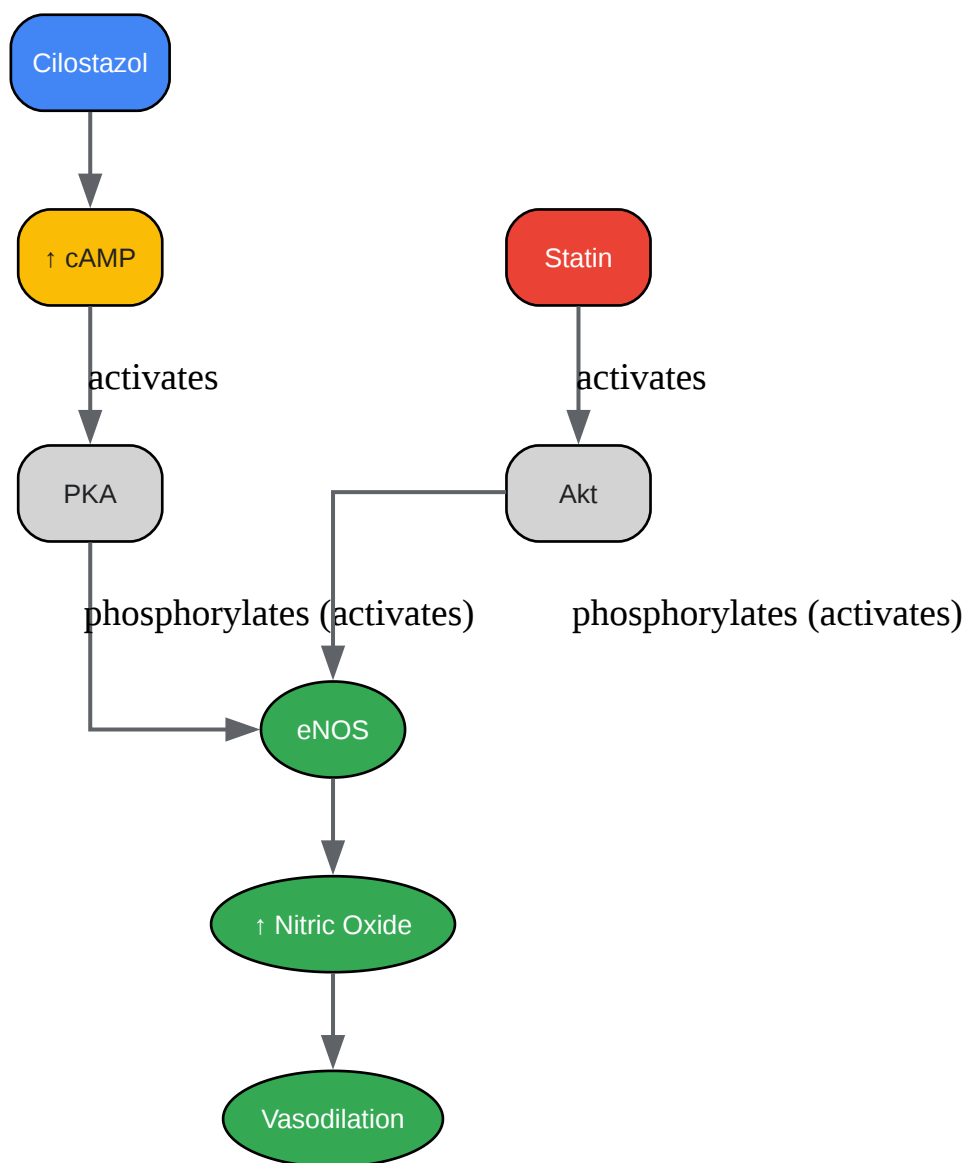 Cilostazol
↑ cAMP
Statin
activates
activates
PKA
Akt
phosphorylates (activates)
phosphorylates (activates)
eNOS
↑ Nitric Oxide
Vasodilation